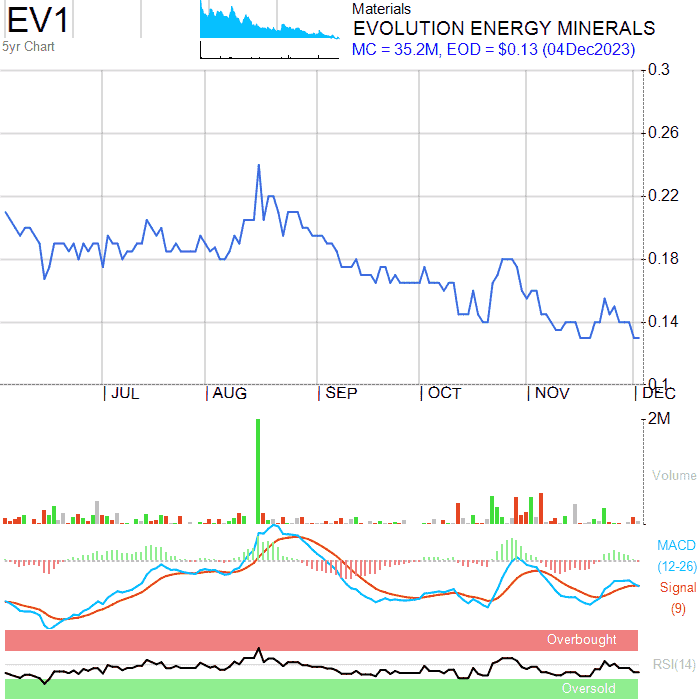 EV1
5yr Chart
Materials
EVOLUTION ENERGY MINERALS
MC = 35.2M, EOD = $0.13 (04Dec2023)
0.3
0.26
0.22
0.18
0.14
0.1
JUL AUG SEP OCT NOV DEC
2M
Volume
MACD
(12-26)
Signal
(9)
Overbought
RSI(14)
Oversold